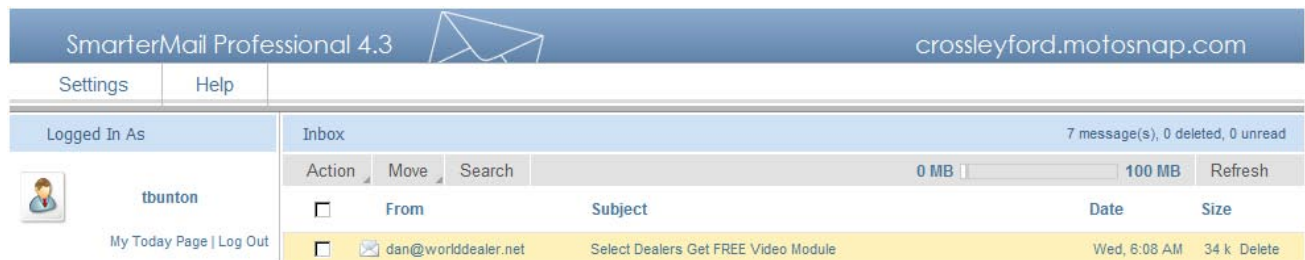 SmarterMail Professional 4.3 crossleyford.motosnap.com
Settings Help
Logged In As Inbox 7 message(s), 0 deleted, 0 unread
Action Move Search 0 MB 100 MB Refresh
tbunton From Subject Date Size
My Today Page | Log Out dan@worlddealer.net Select Dealers Get FREE Video Module Wed, 6:08 AM 34 k Delete